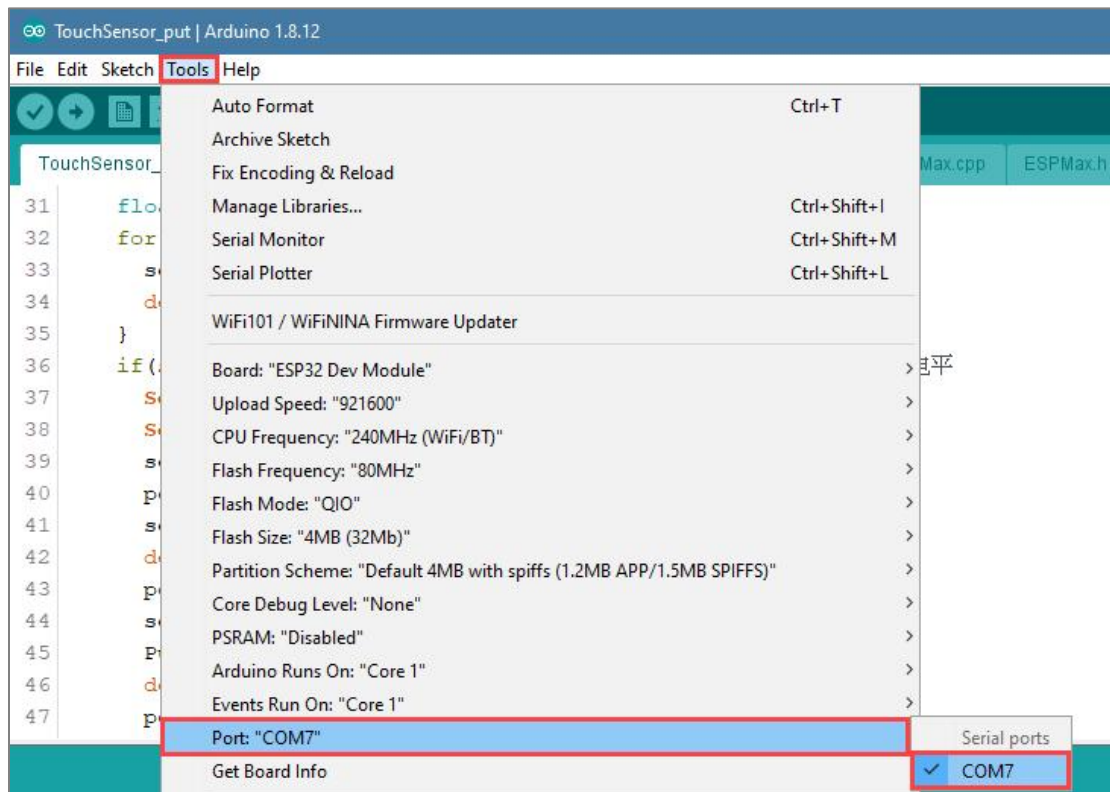 TouchSensor_put | Arduino 1.8.12
File Edit Sketch Tools Help
Auto Format Ctrl+T
Archive Sketch
TouchSensor_ Max.cpp ESPMax.h
Fix Encoding & Reload
31 floa Manage Libraries... Ctrl+Shift+I
32 for Serial Monitor Ctrl+Shift+M
33 Serial Plotter Ctrl+Shift+L
34
WiFi101 / WiFiNINA Firmware Updater
35 }
36 if( Board: "ESP32 Dev Module" 电平
37 Upload Speed: "921600"
38 CPU Frequency: "240MHz (WiFi/BT)"
39 Flash Frequency: "80MHz"
40 Flash Mode: "QIO"
41 Flash Size: "4MB (32Mb)"
42
Partition Scheme: "Default 4MB with spiffs (1.2MB APP/1.5MB SPIFFS)"
43 Core Debug Level: "None"
44 PSRAM: "Disabled"
45 Arduino Runs On: "Core 1"
46 Events Run On: "Core 1"
47 Port: "COM7" Serial ports
Get Board Info COM7